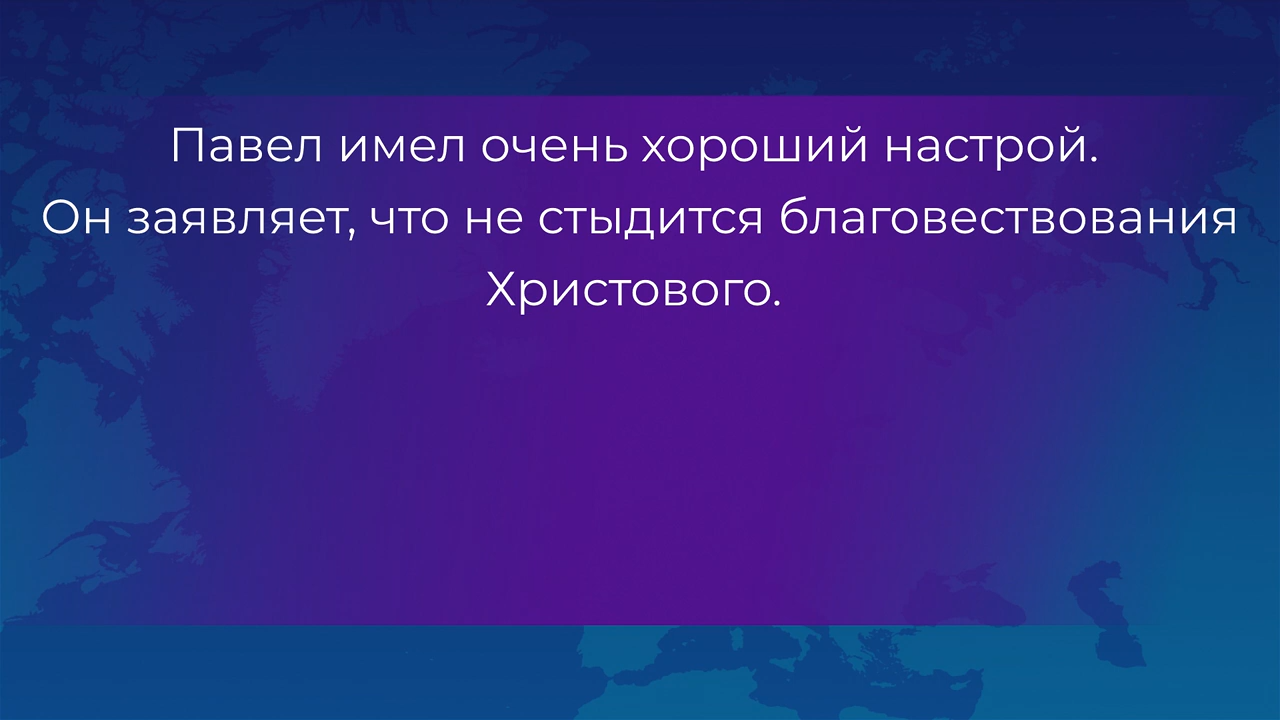 Павел имел очень хороший настрой.
Он заявляет, что не стыдится благовествования
Христового.